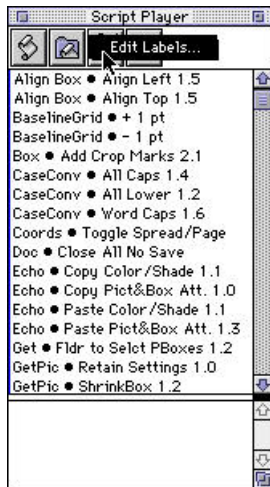 Script Player
Edit Labels...
Align Box ● Align Left 1.5
Align Box ● Align Top 1.5
BaselineGrid ● + 1 pt
BaselineGrid ● - 1 pt
Box ● Add Crop Marks 2.1
CaseConv ● All Caps 1.4
CaseConv ● All Lower 1.2
CaseConv ● Word Caps 1.6
Coords ● Toggle Spread/Page
Doc ● Close All No Save
Echo ● Copy Color/Shade 1.1
Echo ● Copy Pict&Box Att. 1.0
Echo ● Paste Color/Shade 1.1
Echo ● Paste Pict&Box Att. 1.3
Get ● Fldr to Selct PBoxes 1.2
GetPic ● Retain Settings 1.0
GetPic ● ShrinkBox 1.2